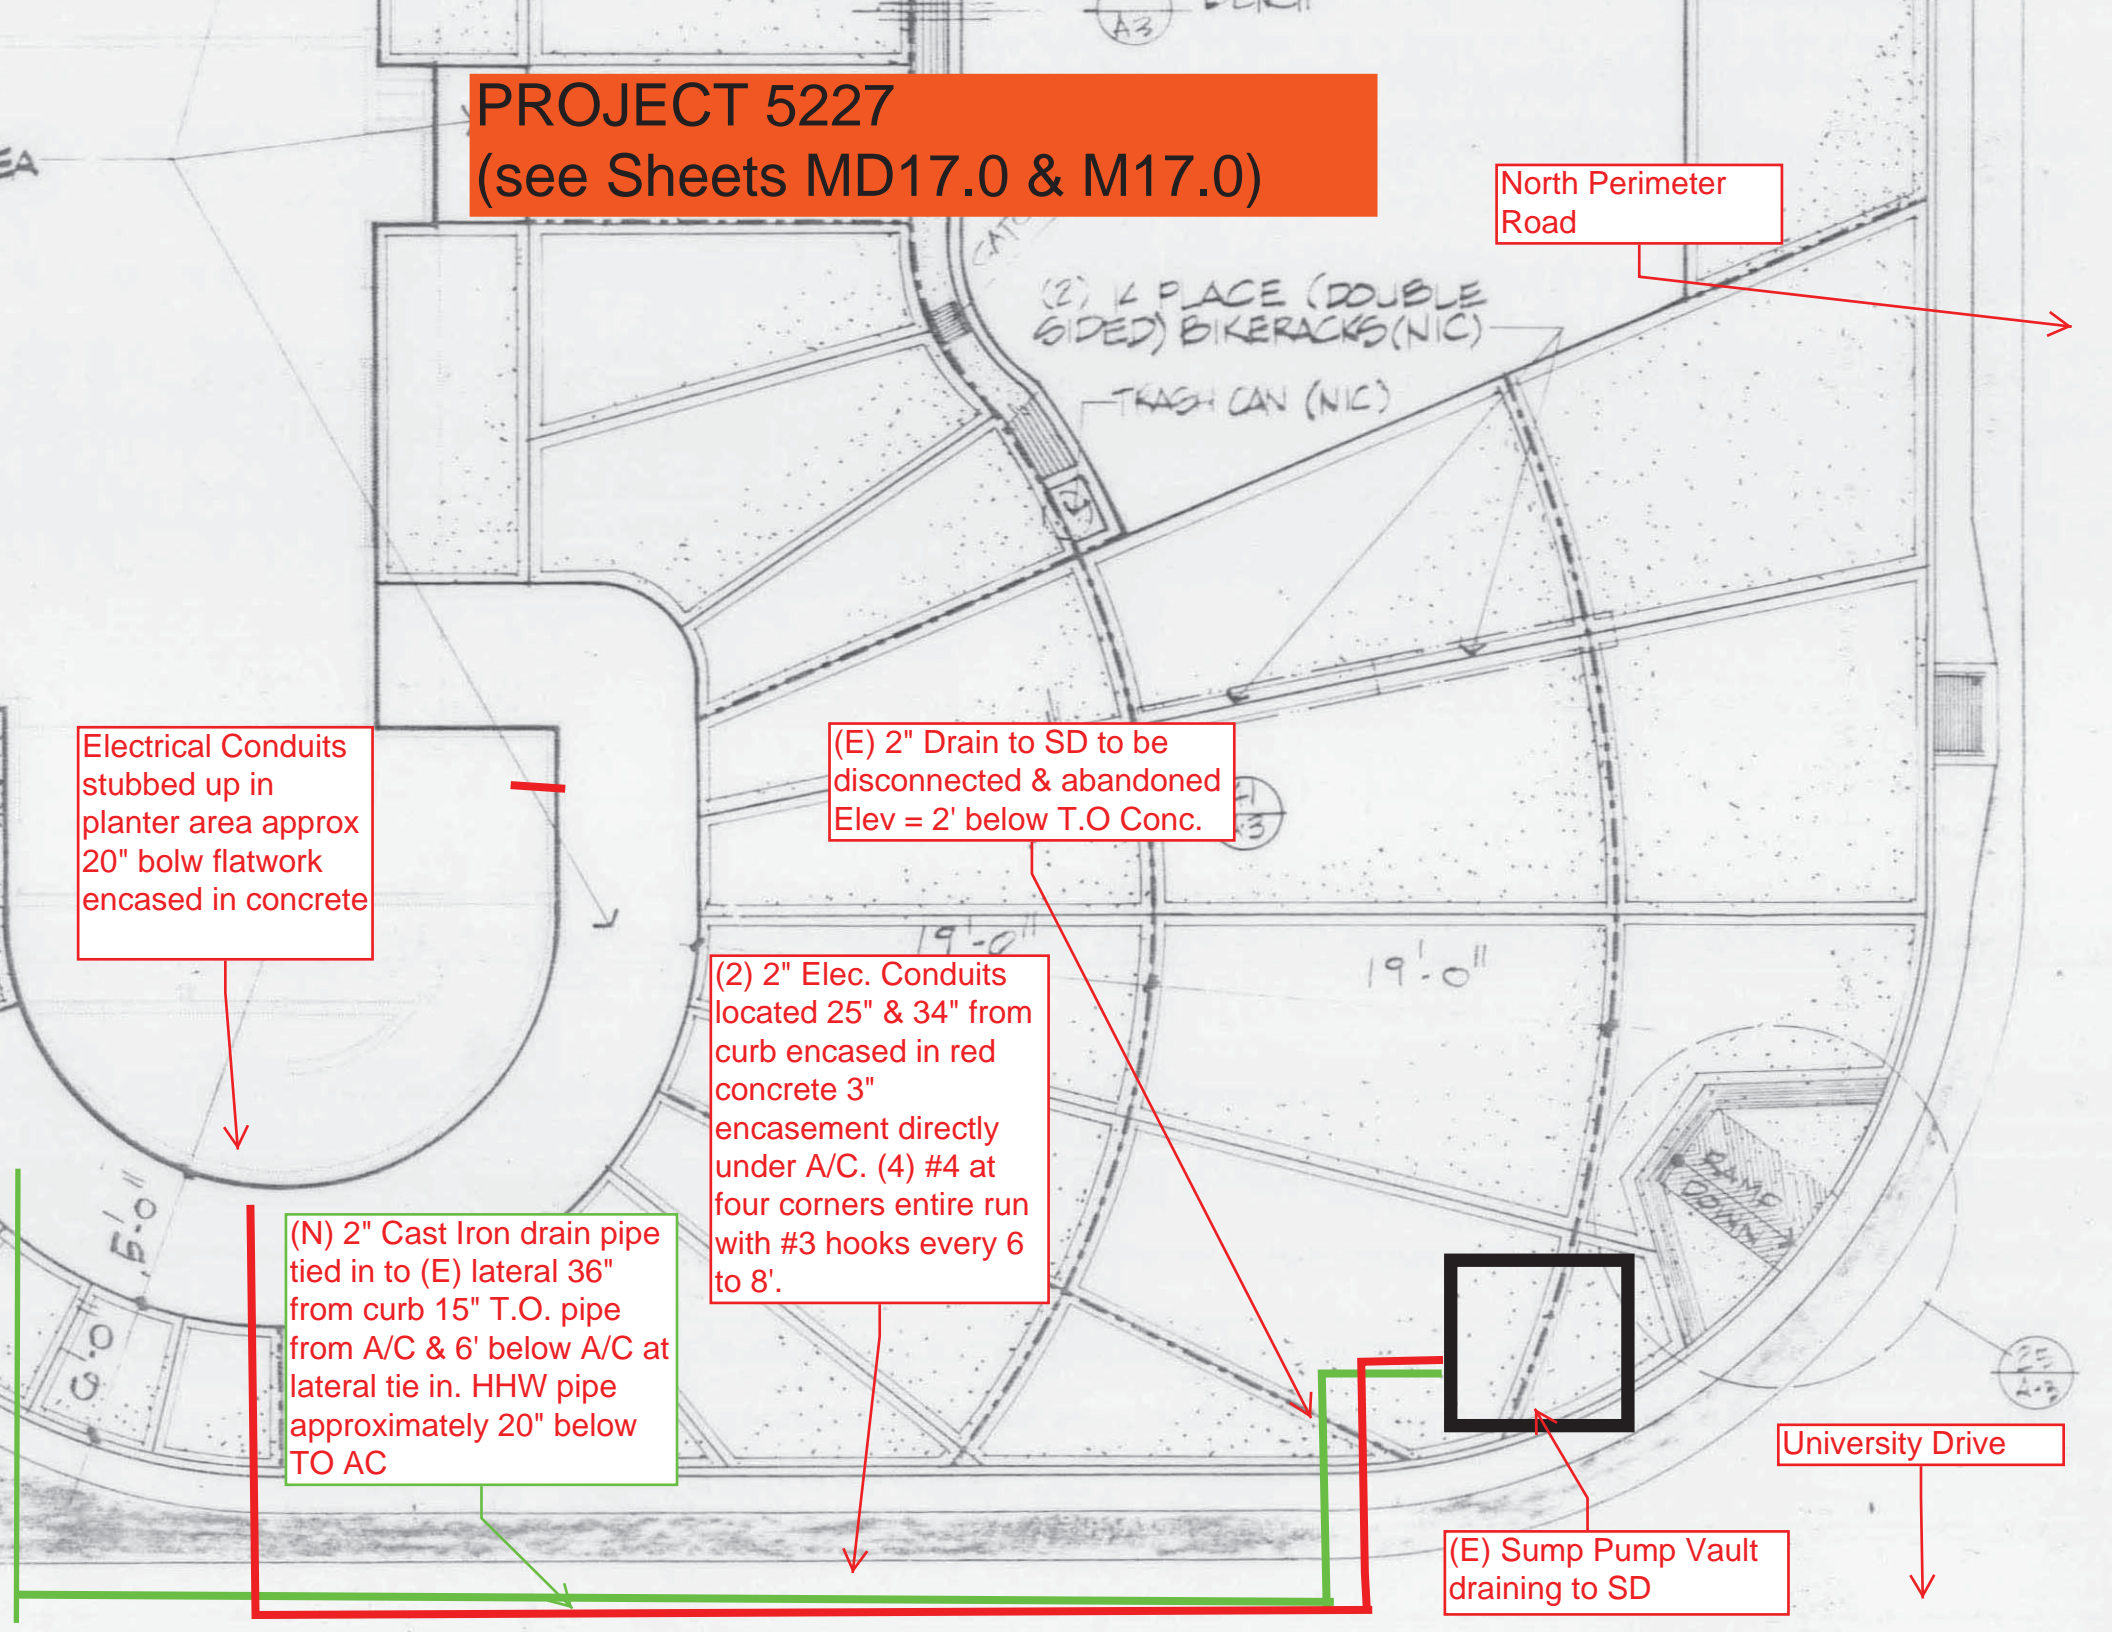 A3
PROJECT 5227
(see Sheets MD17.0 & M17.0)
EA
North Perimeter
Road
(2) 4 PLACE (DOUBLE
SIDED) BIKERACKS (NIC)
TRASH CAN (NIC)
Electrical Conduits
stubbed up in
planter area approx
20" bolw flatwork
encased in concrete
(E) 2" Drain to SD to be
disconnected & abandoned
Elev = 2' below T.O Conc.
19'-0"
19'-0"
(2) 2" Elec. Conduits
located 25" & 34" from
curb encased in red
concrete 3"
encasement directly
under A/C. (4) #4 at
four corners entire run
with #3 hooks every 6
to 8'.
RAMP
DOWN
5'-0"
6'-0
(N) 2" Cast Iron drain pipe
tied in to (E) lateral 36"
from curb 15" T.O. pipe
from A/C & 6' below A/C at
lateral tie in. HHW pipe
approximately 20" below
TO AC
University Drive
(E) Sump Pump Vault
draining to SD